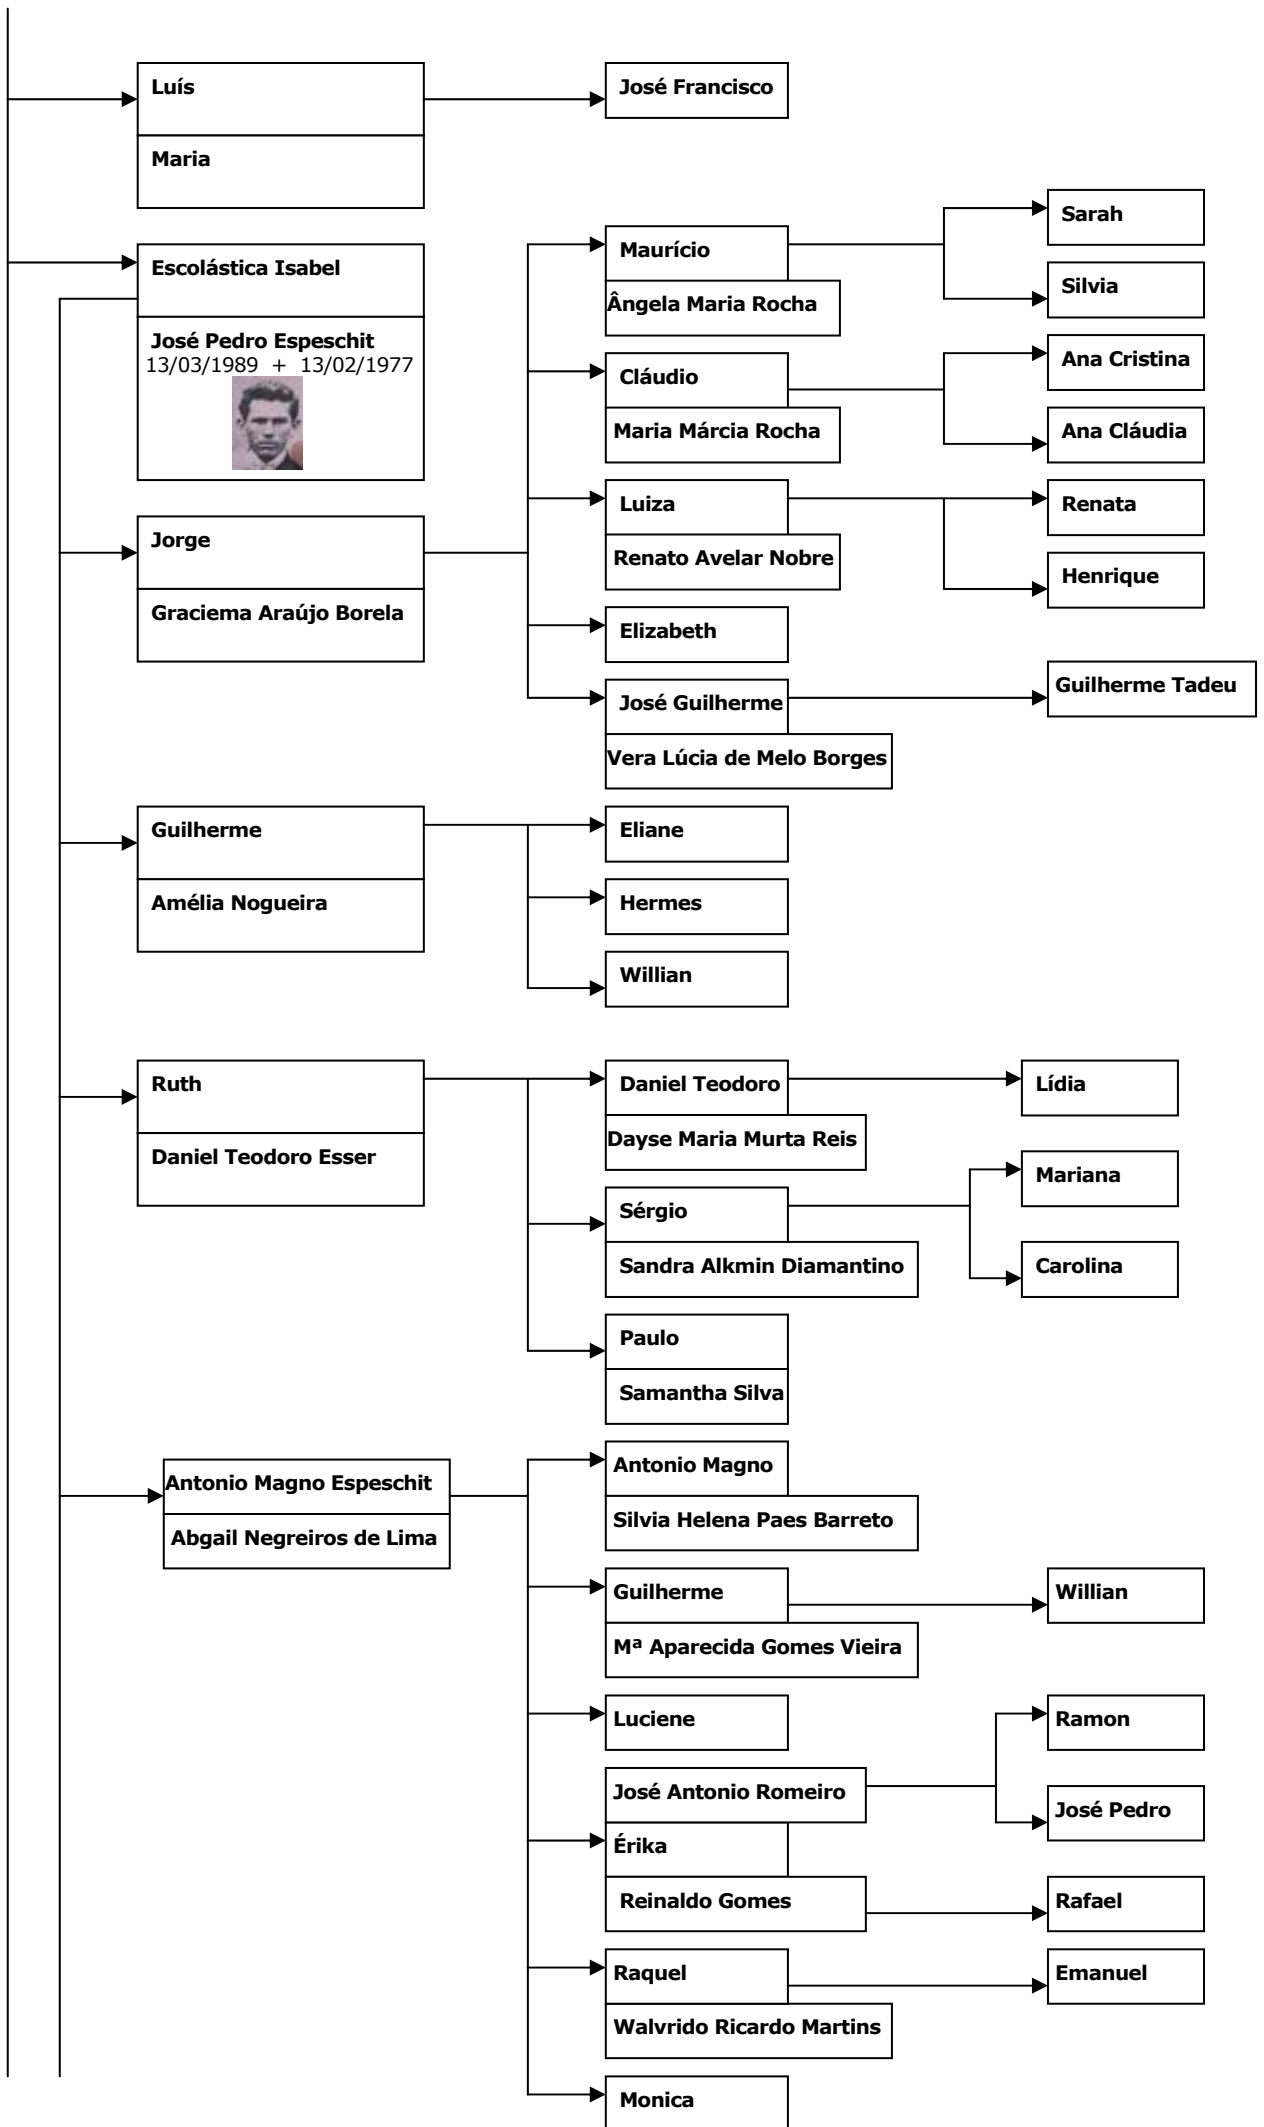 Luís
José Francisco
Maria
Sarah
Maurício
Escolástica Isabel
Silvia
Ângela Maria Rocha
José Pedro Espeschit
13/03/1989 + 13/02/1977
Ana Cristina
Cláudio
Ana Cláudia
Maria Márcia Rocha
Luiza
Renata
Jorge
Renato Avelar Nobre
Henrique
Graciema Araújo Borela
Elizabeth
Guilherme Tadeu
José Guilherme
Vera Lúcia de Melo Borges
Guilherme
Eliane
Amélia Nogueira
Hermes
Willian
Ruth
Daniel Teodoro
Lídia
Daniel Teodoro Esser
Dayse Maria Murta Reis
Mariana
Sérgio
Sandra Alkmin Diamantino
Carolina
Paulo
Samantha Silva
Antonio Magno
Antonio Magno Espeschit
Silvia Helena Paes Barreto
Abgail Negreiros de Lima
Guilherme
Willian
Mª Aparecida Gomes Vieira
Luciene
Ramon
José Antonio Romeiro
José Pedro
Érika
Reinaldo Gomes
Rafael
Raquel
Emanuel
Walvrido Ricardo Martins
Monica